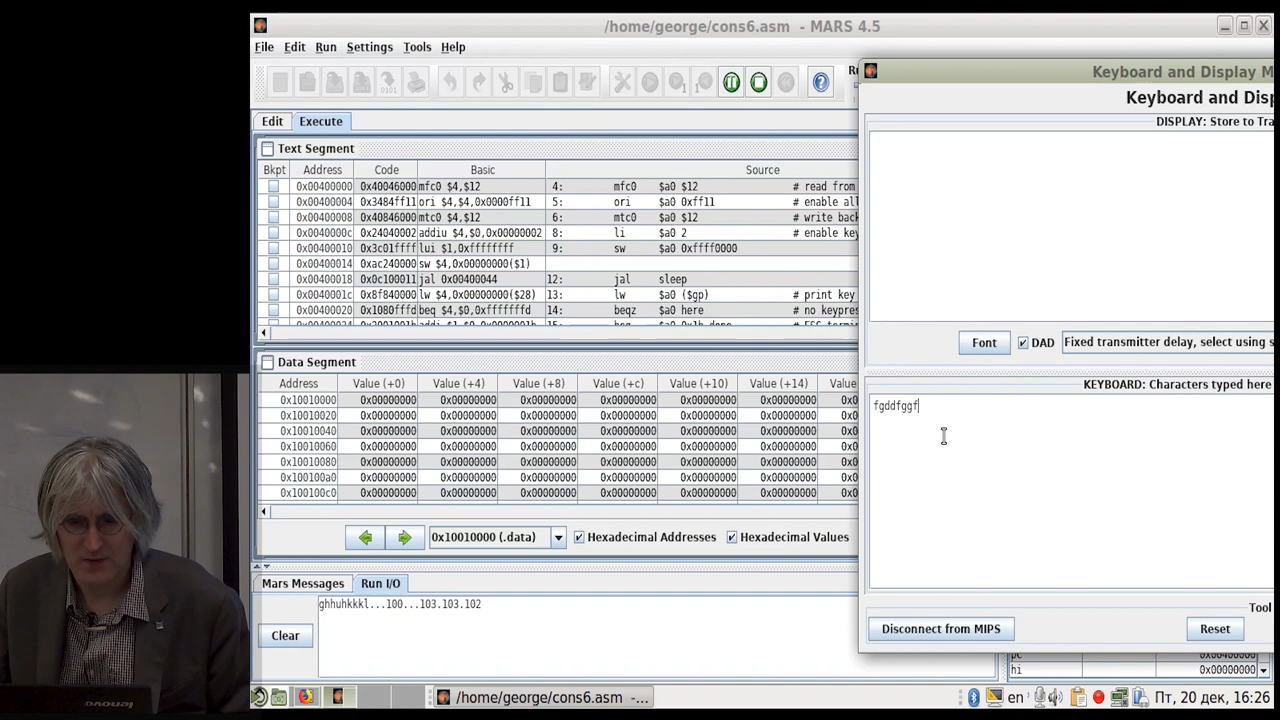 /home/george/cons6.asm - MARS 4.5
File Edit Run Settings Tools Help
Keyboard and Display M
Keyboard and Disp
DISPLAY: Store to Tra
Edit Execute
Text Segment
Bkpt Address Code Basic Source
0x00400000 0x40046000 mfc0 $4,$12 4: mfc0 $a0 $12 # read from
0x00400004 0x3484ff11 ori $4,$4,0x0000ff11 5: ori $a0 0xff11 # enable all
0x00400008 0x40846000 mtc0 $4,$12 6: mtc0 $a0 $12 # write back
0x0040000c 0x24040002 addiu $4,$0,0x00000002 8: li $a0 2 # enable key
0x00400010 0x3c01ffff lui $1,0xffffffff 9: sw $a0 0xffff0000
0x00400014 0xac240000 sw $4,0x00000000($1)
0x00400018 0x0c100011 jal 0x00400044 12: jal sleep
0x0040001c 0x8f840000 lw $4,0x00000000($28) 13: lw $a0 ($gp) # print key
0x00400020 0x1080fffd beq $4,$0,0xfffffffd 14: beqz $a0 here # no keypres
Font DAD Fixed transmitter delay, select using s
Data Segment
Address Value (+0) Value (+4) Value (+8) Value (+c) Value (+10) Value (+14) Value
0x10010000 0x00000000 0x00000000 0x00000000 0x00000000 0x00000000 0x00000000 0x0
0x10010020 0x00000000 0x00000000 0x00000000 0x00000000 0x00000000 0x00000000 0x0
0x10010040 0x00000000 0x00000000 0x00000000 0x00000000 0x00000000 0x00000000 0x0
0x10010060 0x00000000 0x00000000 0x00000000 0x00000000 0x00000000 0x00000000 0x0
0x10010080 0x00000000 0x00000000 0x00000000 0x00000000 0x00000000 0x00000000 0x0
0x100100a0 0x00000000 0x00000000 0x00000000 0x00000000 0x00000000 0x00000000 0x0
0x100100c0 0x00000000 0x00000000 0x00000000 0x00000000 0x00000000 0x00000000 0x0
KEYBOARD: Characters typed here
fgddfggf
0x10010000 (.data) Hexadecimal Addresses Hexadecimal Values
Mars Messages Run I/O
ghhuhkkkl...100...103.103.102
Clear
Tool
Disconnect from MIPS Reset
pc 0x00400000
hi 0x00000000
/home/george/cons6.asm -... en Пт, 20 дек, 16:26
lenovo